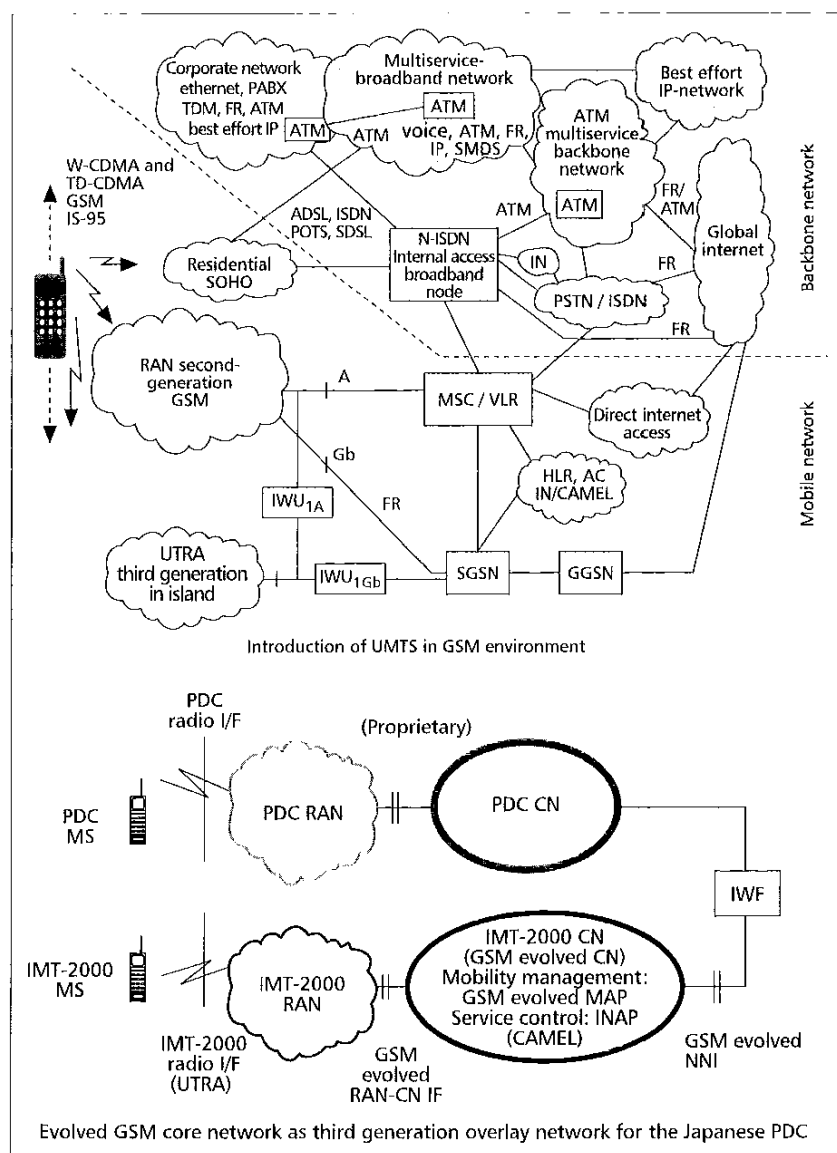 Corporate network
ethernet, PABX
TDM, FR, ATM
best effort IP
ATM
Multiservice-
broadband network
ATM
ATM
voice, ATM, FR,
IP, SMDS
Best effort
IP-network
ATM
multiservice
backbone
network
ATM
W-CDMA and
TD-CDMA
GSM
IS-95
ADSL, ISDN
POTS, SDSL
ATM
FR/
ATM
Global
internet
Backbone network
Residential
SOHO
N-ISDN
Internal access
broadband
node
IN
FR
PSTN / ISDN
FR
RAN second-
generation
GSM
A
MSC / VLR
Direct internet
access
Mobile network
Gb
HLR, AC
IN/CAMEL
IWU1A
FR
UTRA
third generation
in island
IWU1Gb
SGSN
GGSN
Introduction of UMTS in GSM environment
PDC
radio I/F
(Proprietary)
PDC
MS
PDC RAN
PDC CN
IWF
IMT-2000
MS
IMT-2000
RAN
IMT-2000 CN
(GSM evolved CN)
Mobility management:
GSM evolved MAP
Service control: INAP
(CAMEL)
IMT-2000
radio I/F
(UTRA)
GSM
evolved
RAN-CN IF
GSM evolved
NNI
Evolved GSM core network as third generation overlay network for the Japanese PDC